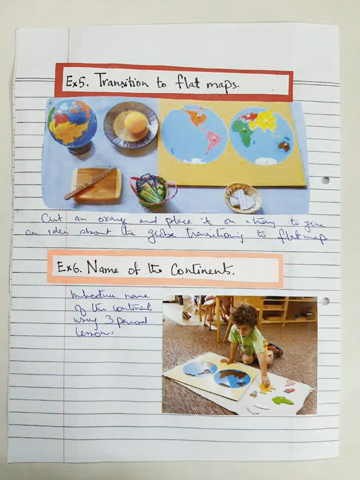 Ex5. Transition to flat maps.
Cut an orange and place it on a tray to give
an idea about the globe transitioning to flat map
Ex6. Name of the Continents.
Introduce name
of the continent
using 3 period
lesson.